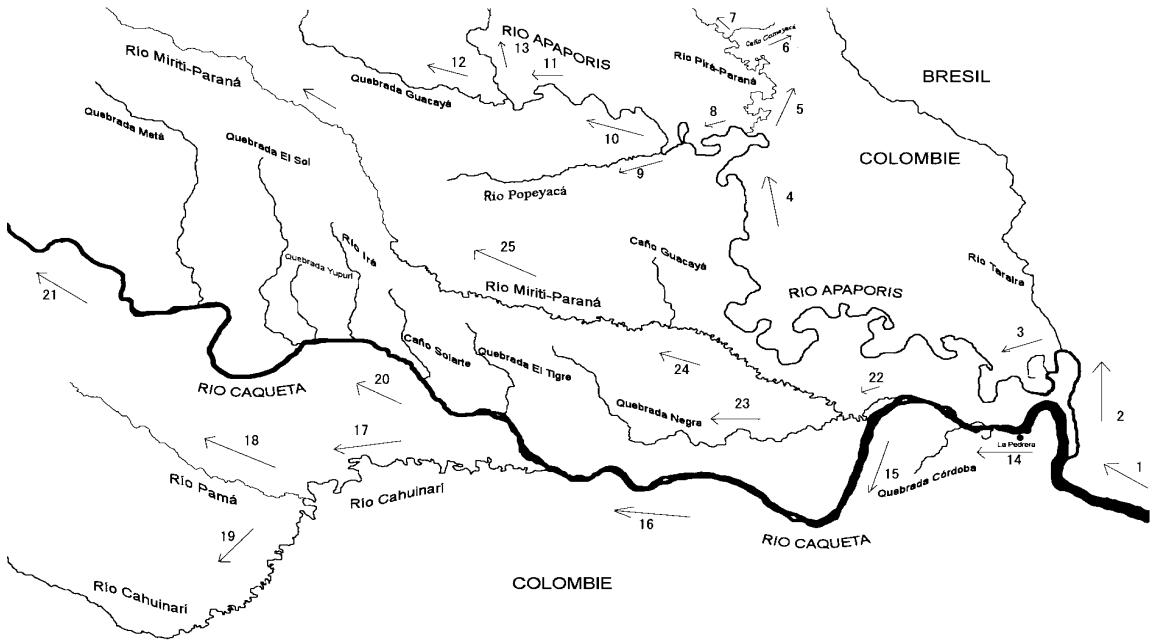 7
Caño Comeyacá
6
Río Miriti-Paraná
13
RIO APAPORIS
12
11
Río Pirá-Paraná
BRESIL
Quebrada Guacayá
Quebrada Metá
5
8
Quebrada El Sol
10
COLOMBIE
9
Río Popeyacá
4
Río Irá
25
Caño Guacayá
Quebrada Yupurí
Río Taraira
21
Río Miriti-Paraná
RIO APAPORIS
3
Caño Solarte
Quebrada El Tigre
24
20
22
RIO CAQUETA
Quebrada Negra
23
2
17
18
La Pedrera
14
1
15
Quebrada Córdoba
Río Pamá
Río Cahuinarí
16
19
RIO CAQUETA
Río Cahuinarí
COLOMBIE